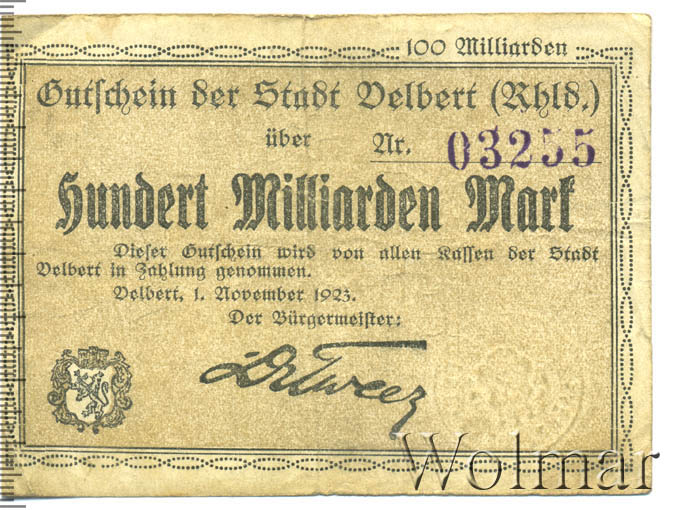 100 Milliarden
Gutschein der Stadt Velbert (Rhld.)
über Nr. 03255
Hundert Milliarden Mark
Dieser Gutschein wird von allen Kassen der Stadt
Velbert in Zahlung genommen.
Velbert, 1. November 1923.
Der Bürgermeister:
Wolmar